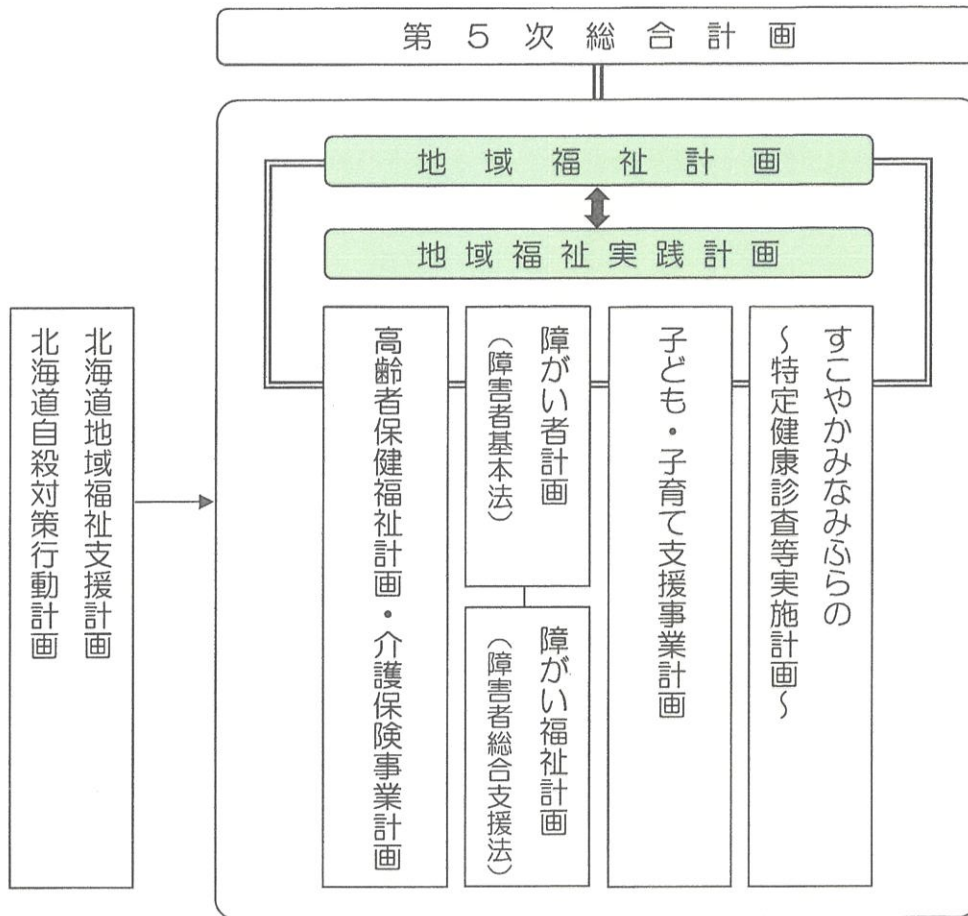 第5次総合計画
地域福祉計画
地域福祉実践計画
すこやかみなみふらの
～特定健康診査等実施計画～
子ども・子育て支援事業計画
障がい者計画
（障害者基本法）
障がい福祉計画
（障害者総合支援法）
高齢者保健福祉計画・介護保険事業計画
北海道地域福祉支援計画
北海道自殺対策行動計画